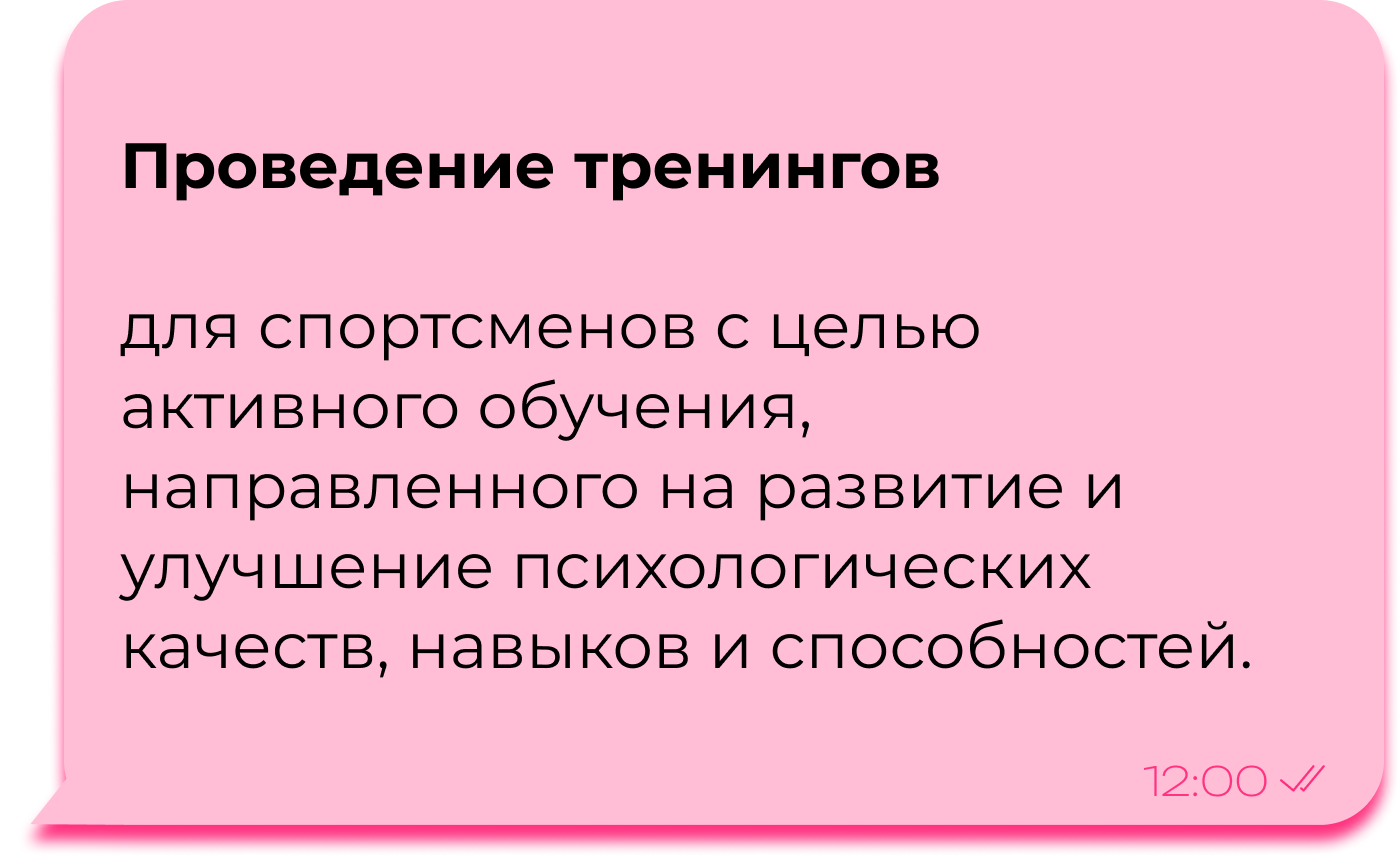 Проведение тренингов
для спортсменов с целью
активного обучения,
направленного на развитие и
улучшение психологических
качеств, навыков и способностей.
12:00